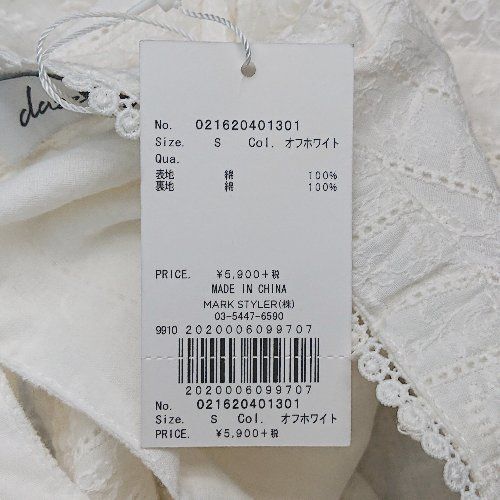 No. 021620401301
Size. S Col. オフホワイト
Qua.
表地 綿 100%
裏地 綿 100%
PRICE. ¥5,900+税
MADE IN CHINA
MARK STYLER(株)
03-5447-6590
9910 2020006099707
2020006099707
No. 021620401301
Size. S Col. オフホワイト
PRICE. ¥5,900+税